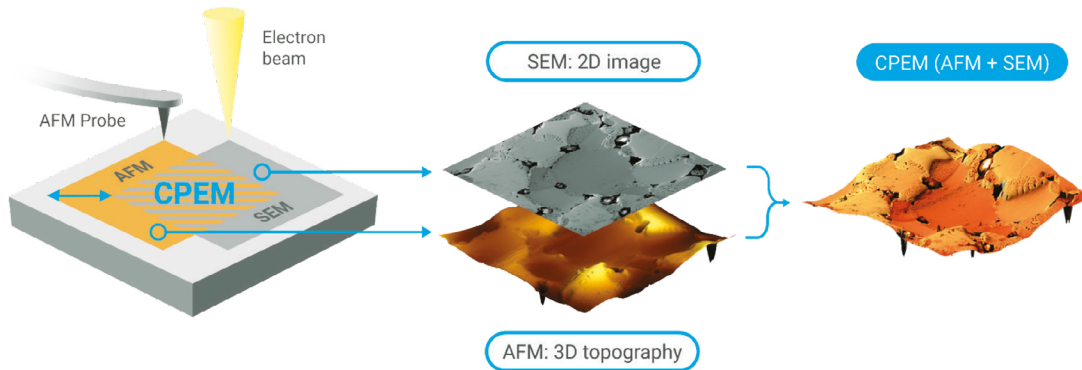 Electron
beam
AFM Probe
AFM
CPEM
SEM
SEM: 2D image
AFM: 3D topography
CPEM (AFM + SEM)